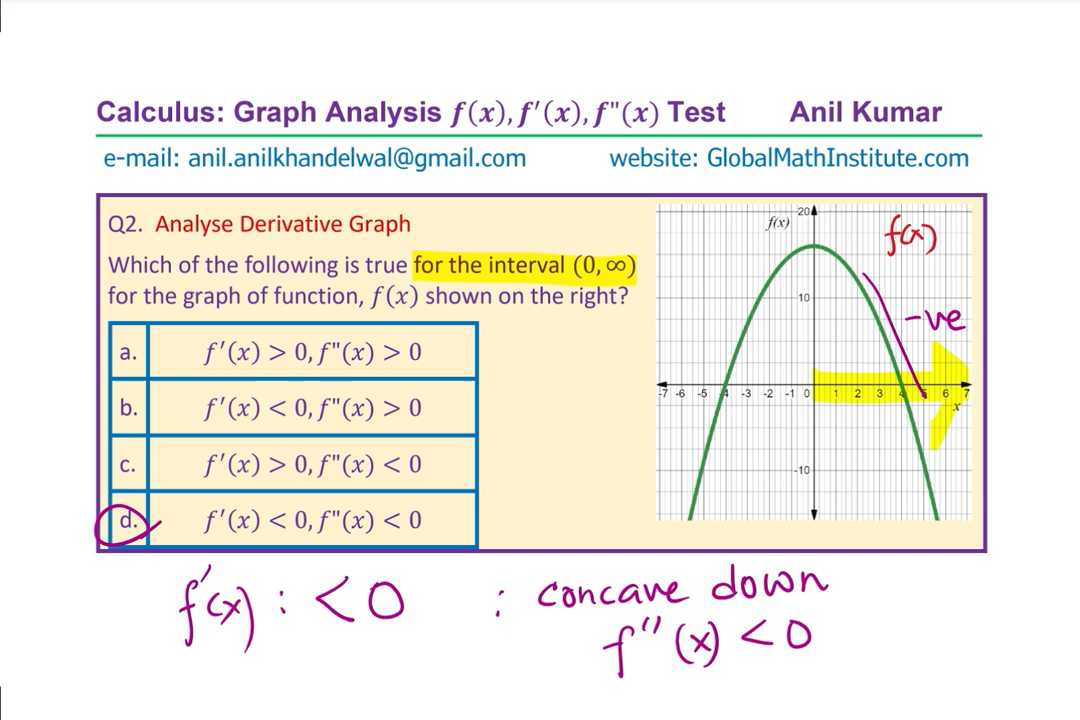 Calculus: Graph Analysis f(x), f'(x), f"(x) Test Anil Kumar
e-mail: anil.anilkhandelwal@gmail.com website: GlobalMathInstitute.com
Q2. Analyse Derivative Graph
Which of the following is true for the interval (0, ∞)
for the graph of function, f(x) shown on the right?
a. f'(x) > 0, f"(x) > 0
b. f'(x) < 0, f"(x) > 0
c. f'(x) > 0, f"(x) < 0
d. f'(x) < 0, f"(x) < 0
f(x) 20
f(x)
10
-ve
-7 -6 -5 -4 -3 -2 -1 0 1 2 3 4 5 6 7
x
-10
f'(x) : < 0 : concave down
f"(x) < 0